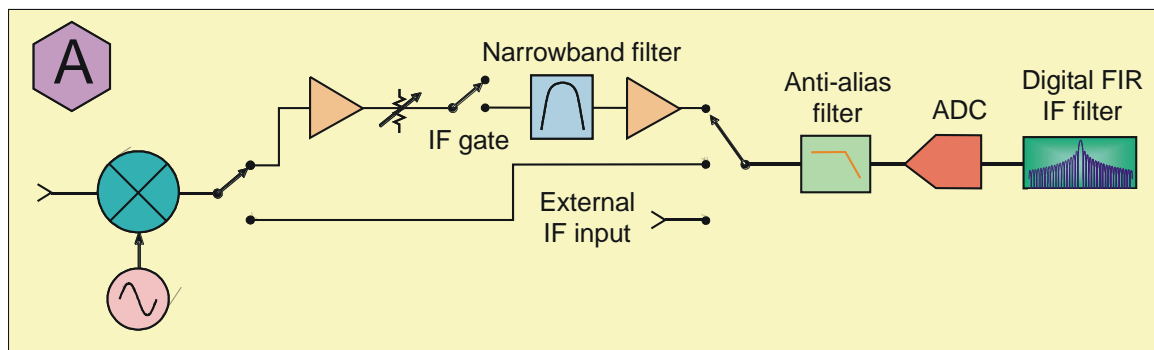 A
Narrowband filter
IF gate
External
IF input
Anti-alias
filter
ADC
Digital FIR
IF filter